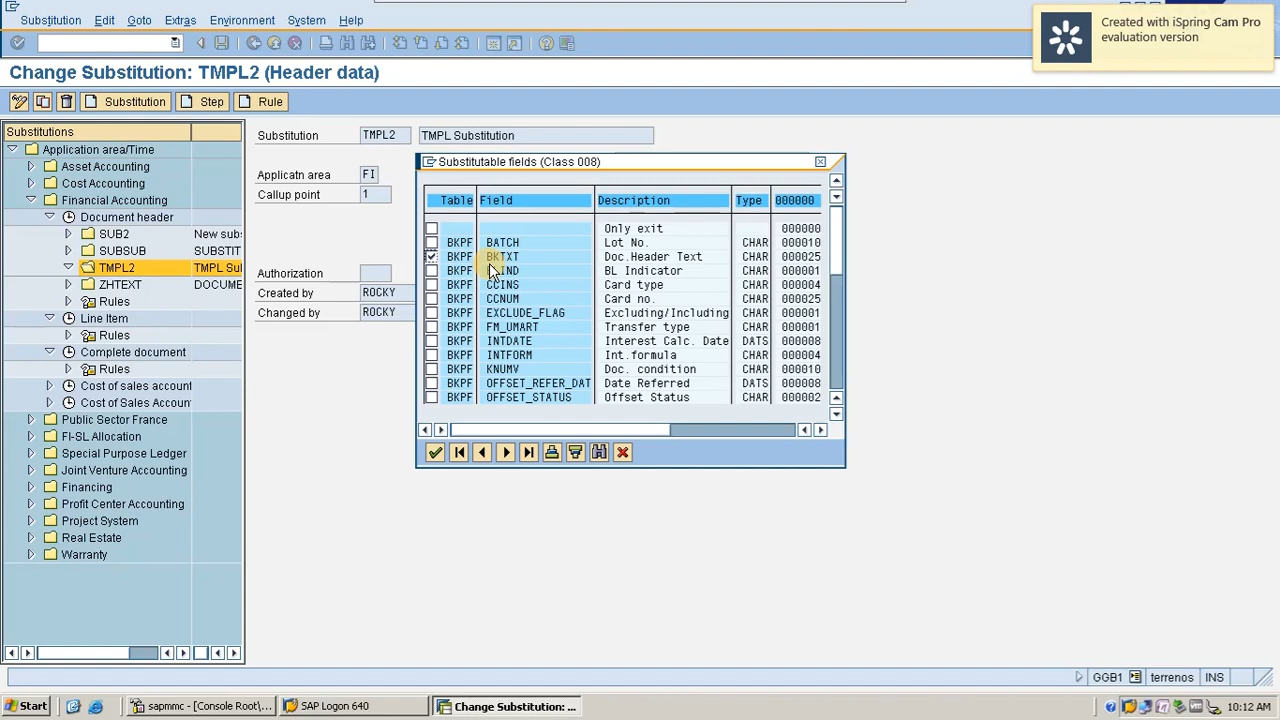 Substitution Edit Goto Extras Environment System Help
Created with iSpring Cam Pro
evaluation version
Change Substitution: TMPL2 (Header data)
Substitution Step Rule
Substitutions
Application area/Time
Asset Accounting
Cost Accounting
Financial Accounting
Document header
SUB2 New subs
SUBSUB SUBSTIT
TMPL2 TMPL Sul
ZHTEXT DOCUME
Rules
Line Item
Rules
Complete document
Rules
Cost of sales account
Cost of Sales Accoun
Public Sector France
FI-SL Allocation
Special Purpose Ledger
Joint Venture Accounting
Financing
Profit Center Accounting
Project System
Real Estate
Warranty
Substitution TMPL2 TMPL Substitution
Applicatn area FI
Callup point 1
Authorization
Created by ROCKY
Changed by ROCKY
Substitutable fields (Class 008)
Table Field Description Type 000000
Only exit 000000
BKPF BATCH Lot No. CHAR 000010
BKPF BKTXT Doc.Header Text CHAR 000025
BKPF IND BL Indicator CHAR 000001
BKPF CCINS Card type CHAR 000004
BKPF CCNUM Card no. CHAR 000025
BKPF EXCLUDE_FLAG Excluding/Including CHAR 000001
BKPF FM_UMART Transfer type CHAR 000001
BKPF INTDATE Interest Calc. Date DATS 000008
BKPF INTFORM Int.formula CHAR 000004
BKPF KNUMV Doc. condition CHAR 000010
BKPF OFFSET_REFER_DAT Date Referred DATS 000008
BKPF OFFSET_STATUS Offset Status CHAR 000002
GGB1 terrenos INS
Start sapmmc - [Console Root\... SAP Logon 640 Change Substitution: ... 10:12 AM